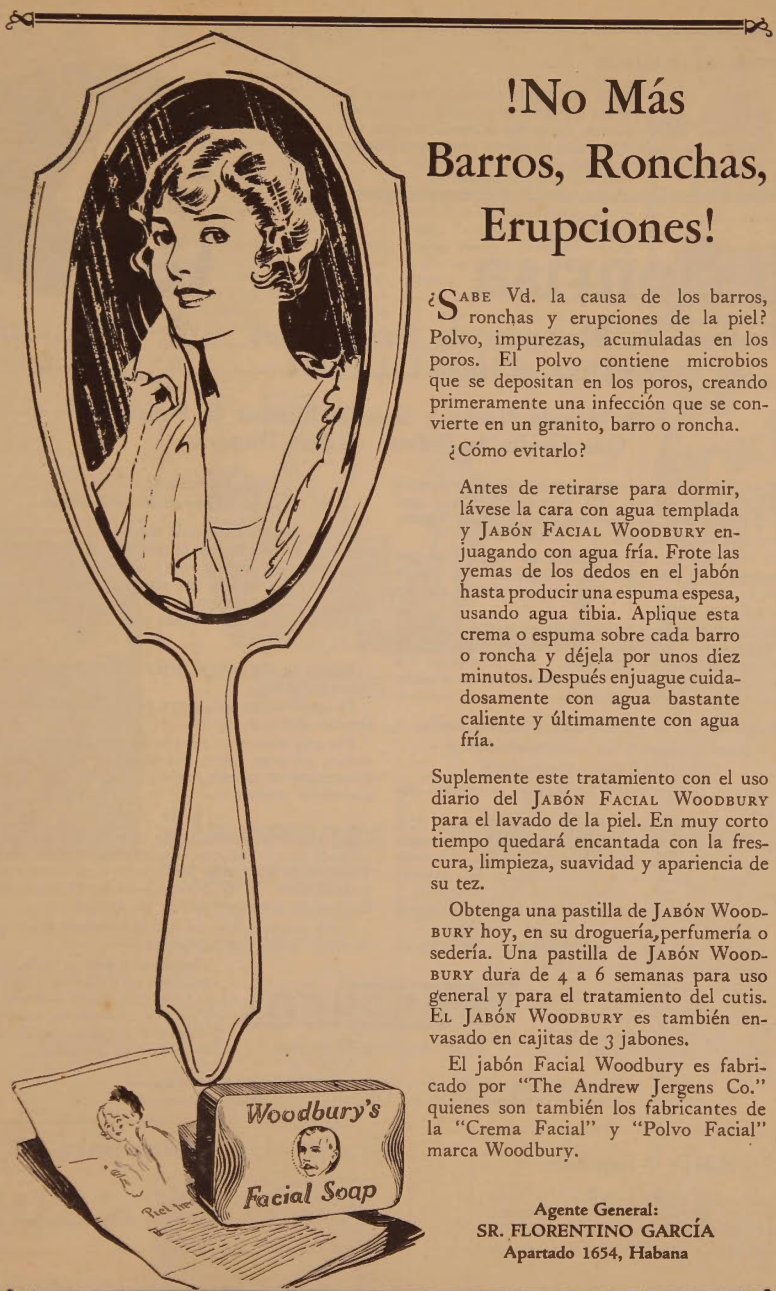 !No Más
Barros, Ronchas,
Erupciones!
¿SABE Vd. la causa de los barros,
ronchas y erupciones de la piel?
Polvo, impurezas, acumuladas en los
poros. El polvo contiene microbios
que se depositan en los poros, creando
primeramente una infección que se con-
vierte en un granito, barro o roncha.
¿Cómo evitarlo?
Antes de retirarse para dormir,
lávese la cara con agua templada
y JABÓN FACIAL WOODBURY en-
juagando con agua fría. Frote las
yemas de los dedos en el jabón
hasta producir una espuma espesa,
usando agua tibia. Aplique esta
crema o espuma sobre cada barro
o roncha y déjela por unos diez
minutos. Después enjuague cuida-
dosamente con agua bastante
caliente y últimamente con agua
fría.
Suplemente este tratamiento con el uso
diario del JABÓN FACIAL WOODBURY
para el lavado de la piel. En muy corto
tiempo quedará encantada con la fres-
cura, limpieza, suavidad y apariencia de
su tez.
Obtenga una pastilla de JABÓN WOOD-
BURY hoy, en su droguería,perfumería o
sedería. Una pastilla de JABÓN WOOD-
BURY dura de 4 a 6 semanas para uso
general y para el tratamiento del cutis.
EL JABÓN WOODBURY es también en-
vasado en cajitas de 3 jabones.
El jabón Facial Woodbury es fabri-
cado por "The Andrew Jergens Co."
quienes son también los fabricantes de
la "Crema Facial" y "Polvo Facial"
marca Woodbury.
Agente General:
SR. FLORENTINO GARCÍA
Apartado 1654, Habana
Woodbury's
Facial Soap
Piel